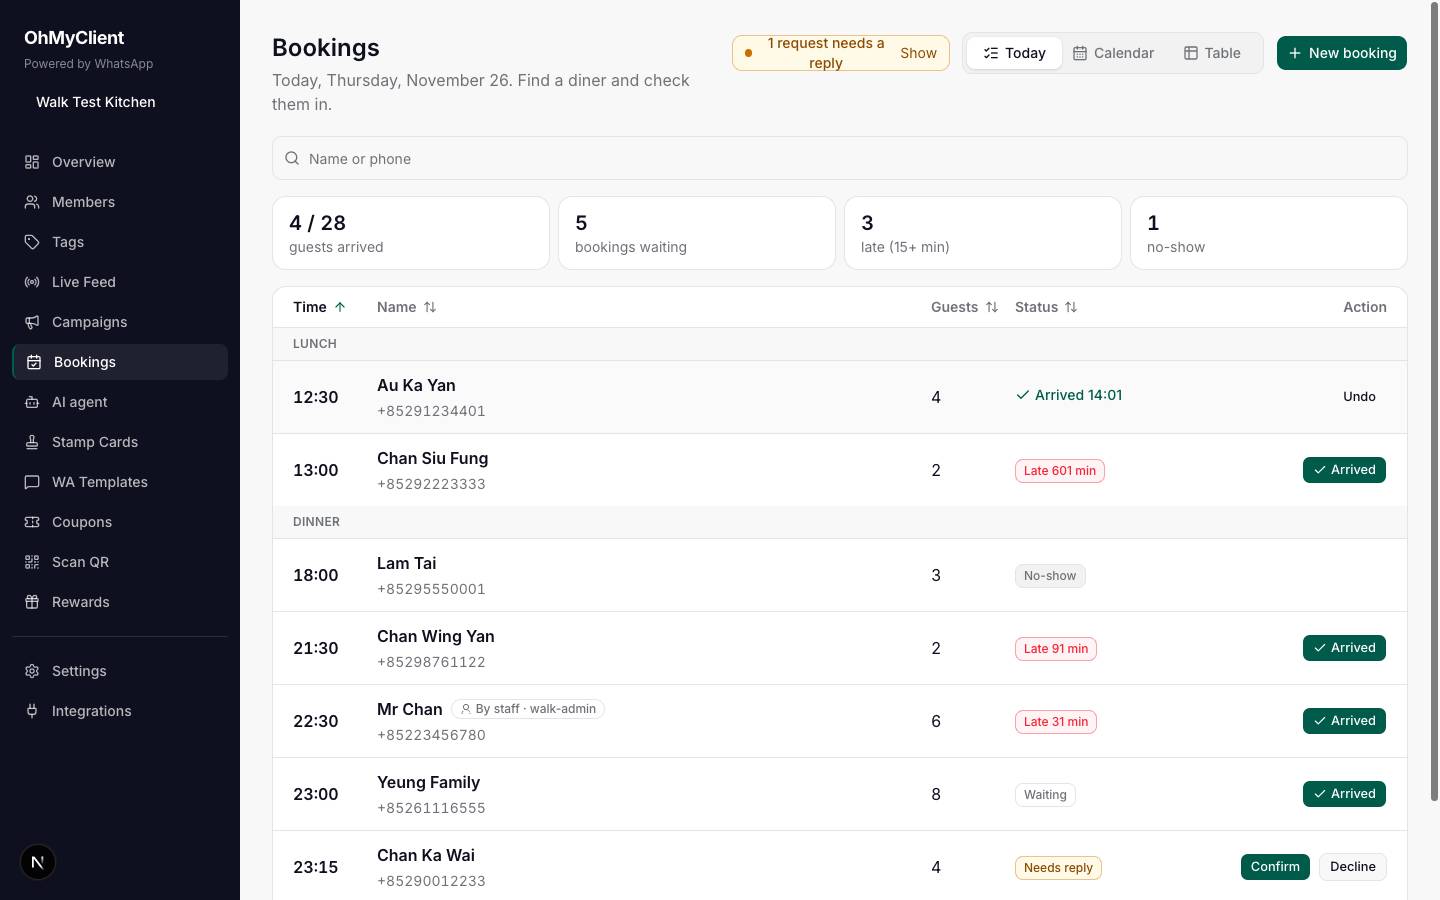 OhMyClient
Powered by WhatsApp
Walk Test Kitchen
Overview
Members
Tags
Live Feed
Campaigns
Bookings
AI agent
Stamp Cards
WA Templates
Coupons
Scan QR
Rewards
Settings
Integrations
N
Bookings
Today, Thursday, November 26. Find a diner and check
them in.
1 request needs a
reply
Show
Today
Calendar
Table
New booking
Name or phone
4 / 28
guests arrived
5
bookings waiting
3
late (15+ min)
1
no-show
Time Name Guests Status Action
LUNCH
12:30 Au Ka Yan 4 Arrived 14:01 Undo
+85291234401
13:00 Chan Siu Fung 2 Late 601 min Arrived
+85292223333
DINNER
18:00 Lam Tai 3 No-show
+85295550001
21:30 Chan Wing Yan 2 Late 91 min Arrived
+85298761122
22:30 Mr Chan By staff · walk-admin 6 Late 31 min Arrived
+85223456780
23:00 Yeung Family 8 Waiting Arrived
+85261116555
23:15 Chan Ka Wai 4 Needs reply Confirm Decline
+85290012233